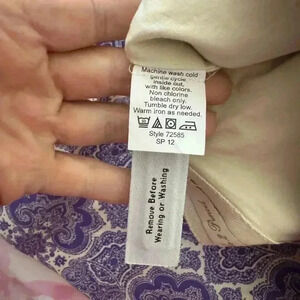 Machine wash cold
gentle cycle
inside out,
with like colors.
Non chlorine
bleach only.
Tumble dry low.
Warm iron as needed.
Style 72585
SP 12
Remove Before
Wearing or Washing